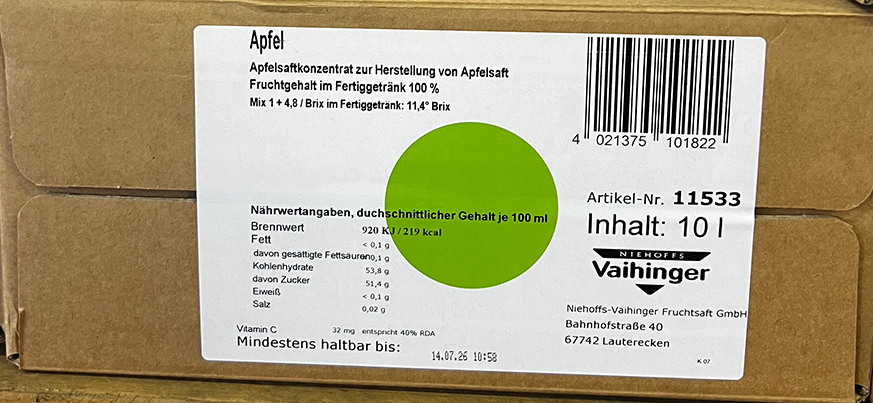 Apfel
Apfelsaftkonzentrat zur Herstellung von Apfelsaft
Fruchtgehalt im Fertiggetränk 100 %
Mix 1 + 4,8 / Brix im Fertiggetränk: 11,4° Brix
4 021375 101822
Artikel-Nr. 11533
Inhalt: 10 l
NIEHOFFS
Vaihinger
Nährwertangaben, duchschnittlicher Gehalt je 100 ml
Brennwert 920 KJ / 219 kcal
Fett < 0,1 g
davon gesättigte Fettsäuren 0,1 g
Kohlenhydrate 53,8 g
davon Zucker 51,4 g
Eiweiß < 0,1 g
Salz 0,02 g
Vitamin C 32 mg entspricht 40% RDA
Mindestens haltbar bis: 14.07.26 10:58
Niehoffs-Vaihinger Fruchtsaft GmbH
Bahnhofstraße 40
67742 Lauterecken
K 07